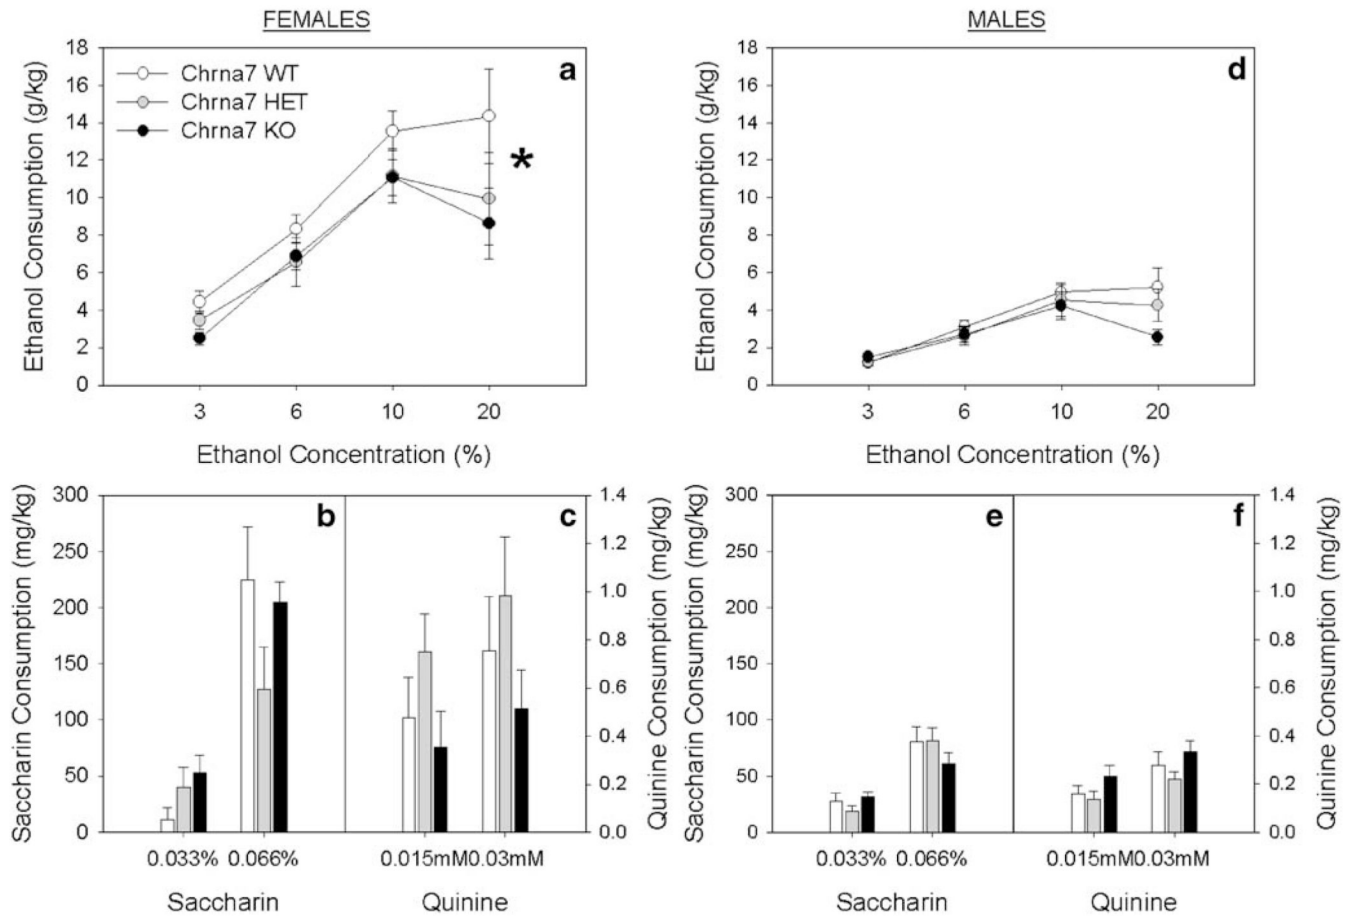 FEMALES
MALES
a
Chrna7 WT
Chrna7 HET
Chrna7 KO
*
Ethanol Consumption (g/kg)
18
16
14
12
10
8
6
4
2
0
3 6 10 20
Ethanol Concentration (%)
d
Ethanol Consumption (g/kg)
18
16
14
12
10
8
6
4
2
0
3 6 10 20
Ethanol Concentration (%)
b
Saccharin Consumption (mg/kg)
300
250
200
150
100
50
0
0.033% 0.066%
Saccharin
c
1.4
1.2
1.0
0.8
0.6
0.4
0.2
0.0
Quinine Consumption (mg/kg)
0.015mM0.03mM
Quinine
e
Saccharin Consumption (mg/kg)
300
250
200
150
100
50
0
0.033% 0.066%
Saccharin
f
1.4
1.2
1.0
0.8
0.6
0.4
0.2
0.0
Quinine Consumption (mg/kg)
0.015mM0.03mM
Quinine